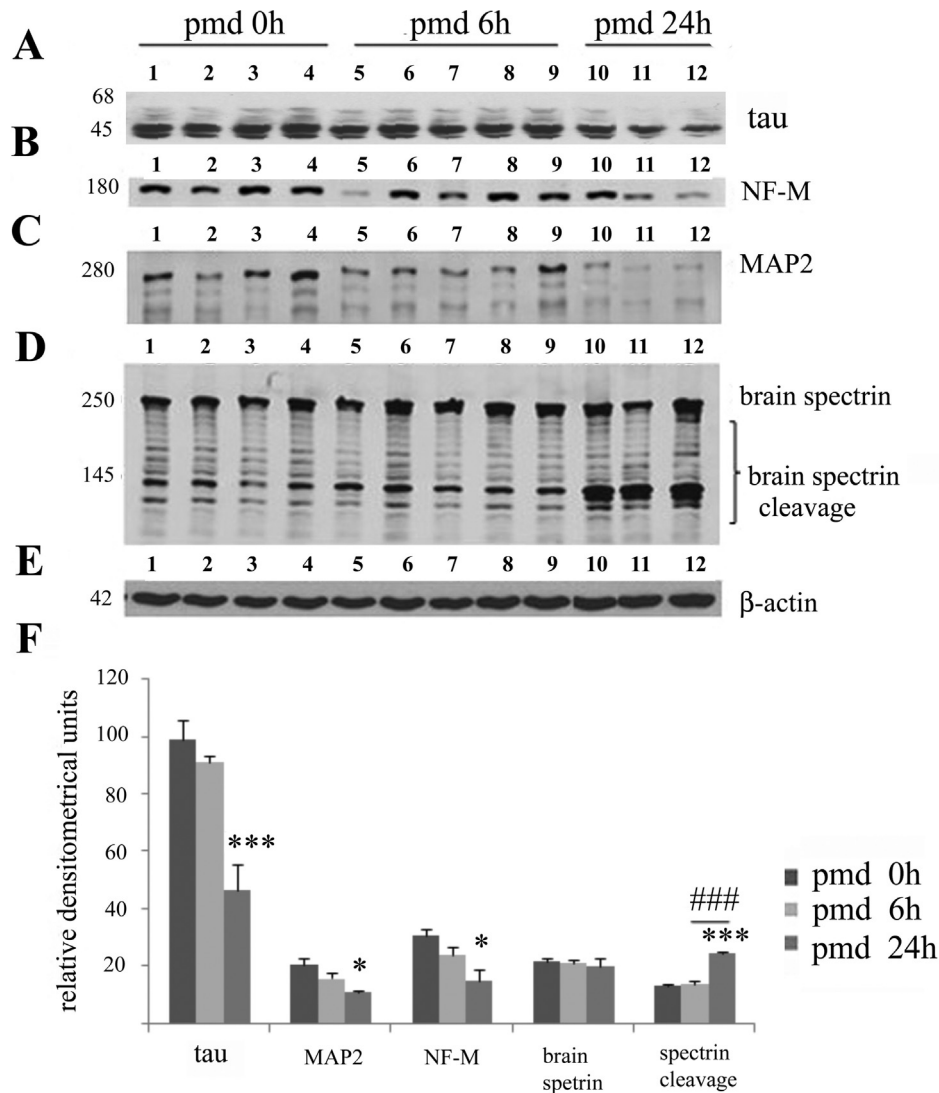 pmd 0h pmd 6h pmd 24h
A
1 2 3 4 5 6 7 8 9 10 11 12
68
45
tau
B
1 2 3 4 5 6 7 8 9 10 11 12
180
NF-M
C
1 2 3 4 5 6 7 8 9 10 11 12
280
MAP2
D
1 2 3 4 5 6 7 8 9 10 11 12
250
brain spectrin
145
brain spectrin
cleavage
E
1 2 3 4 5 6 7 8 9 10 11 12
42
β-actin
F
relative densitometrical units
120
100
80
60
40
20
***
*
*
###
***
pmd 0h
pmd 6h
pmd 24h
tau
MAP2
NF-M
brain
spetrin
spectrin
cleavage